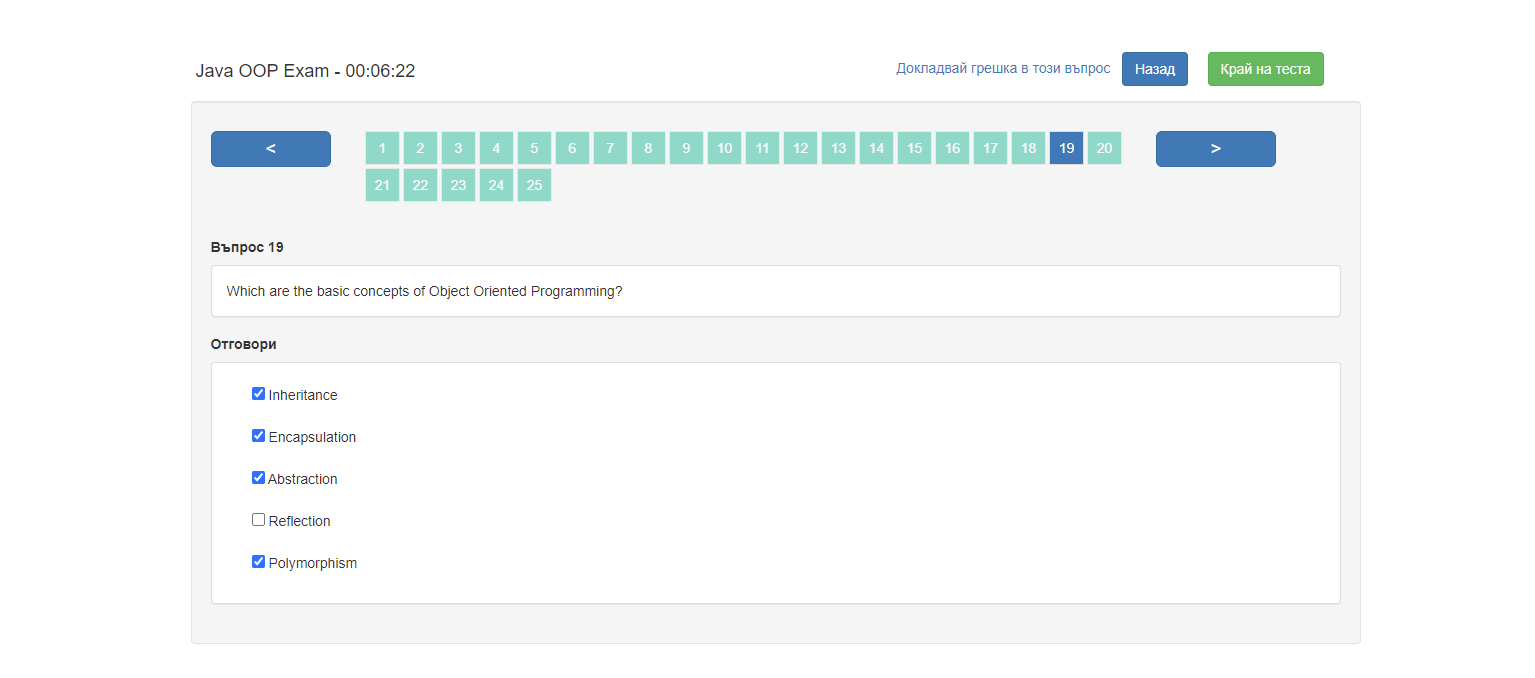 Java OOP Exam - 00:06:22
Докладвай грешка в този въпрос
Назад
Край на теста
<
1 2 3 4 5 6 7 8 9 10 11 12 13 14 15 16 17 18 19 20
>
21 22 23 24 25
Въпрос 19
Which are the basic concepts of Object Oriented Programming?
Отговори
Inheritance
Encapsulation
Abstraction
Reflection
Polymorphism